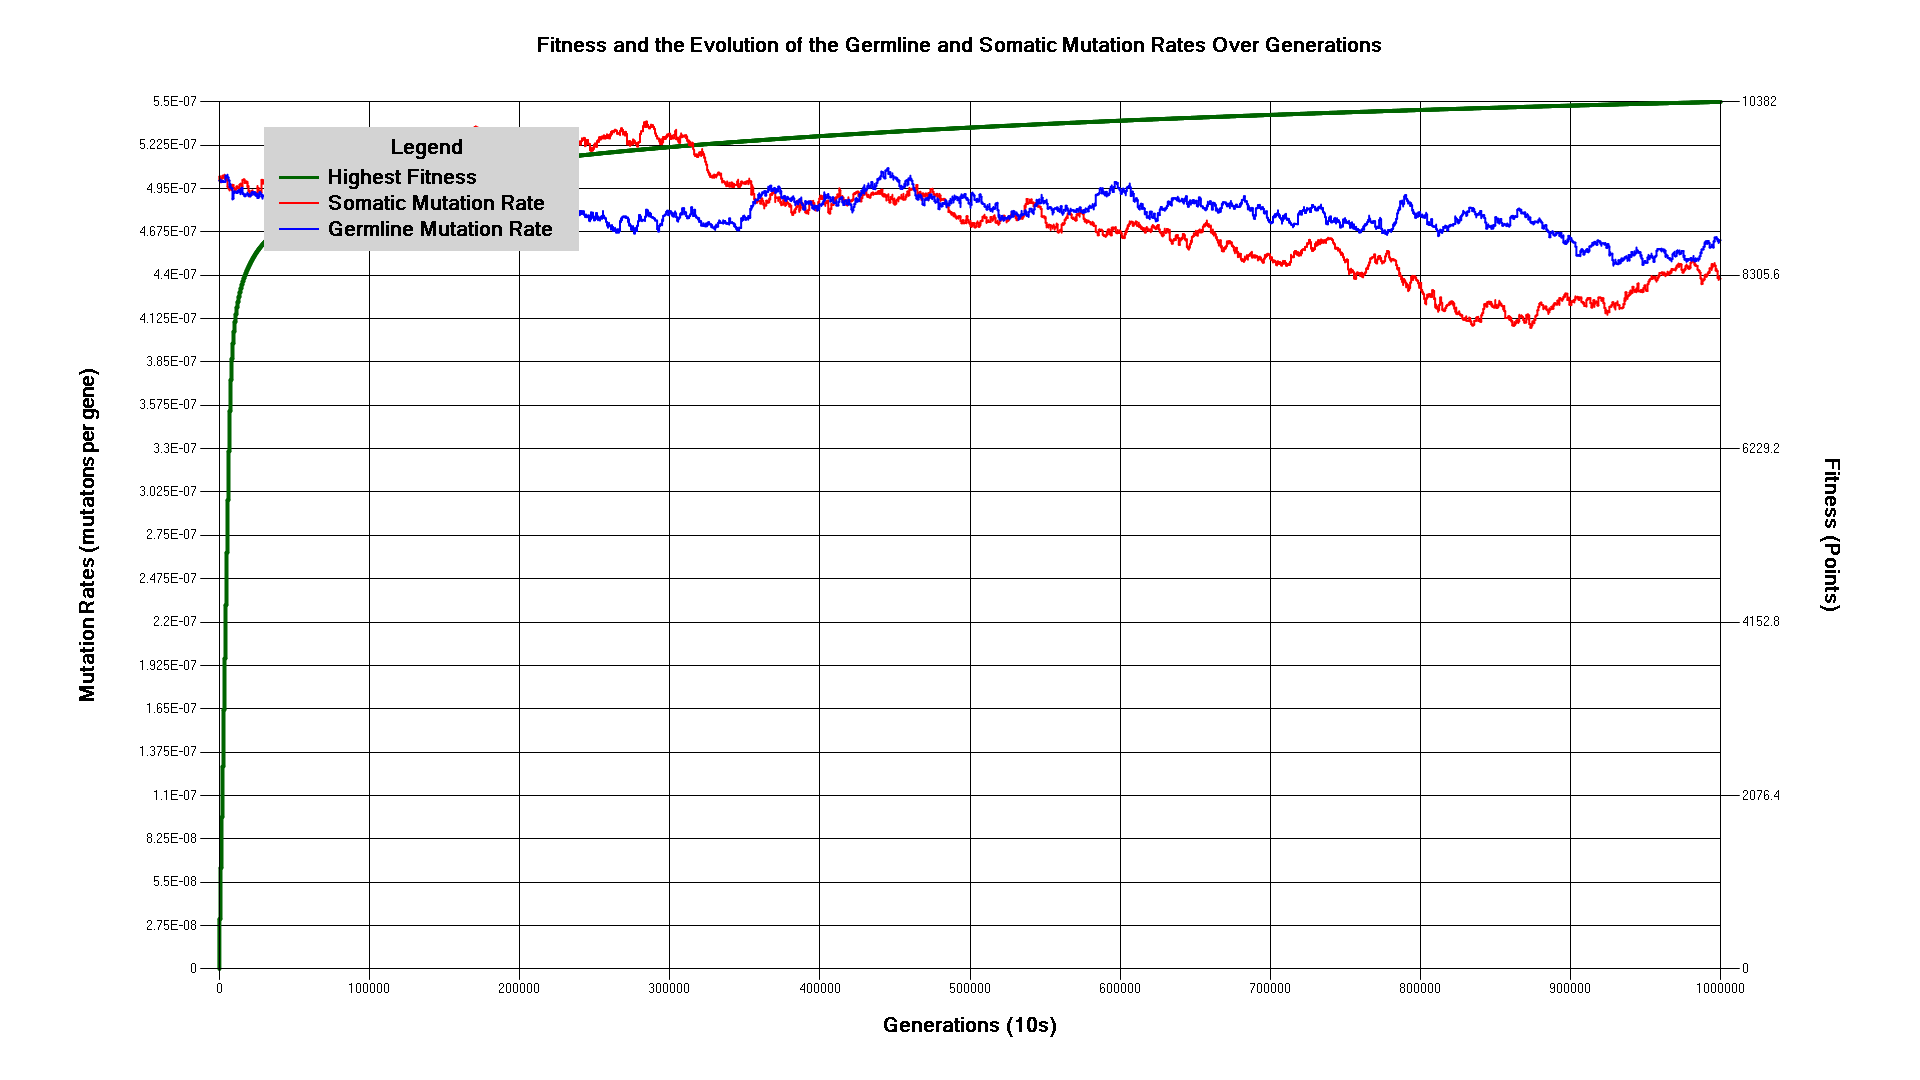 Fitness and the Evolution of the Germline and Somatic Mutation Rates Over Generations
5.5E-07
5.225E-07
4.95E-07
4.675E-07
4.4E-07
4.125E-07
3.85E-07
3.575E-07
3.3E-07
3.025E-07
2.75E-07
2.475E-07
2.2E-07
1.925E-07
1.65E-07
1.375E-07
1.1E-07
8.25E-08
5.5E-08
2.75E-08
0
Mutation Rates (mutatons per gene)
Legend
Highest Fitness
Somatic Mutation Rate
Germline Mutation Rate
10382
8305.6
6229.2
4152.8
2076.4
0
Fitness (Points)
0 100000 200000 300000 400000 500000 600000 700000 800000 900000 1000000
Generations (10s)